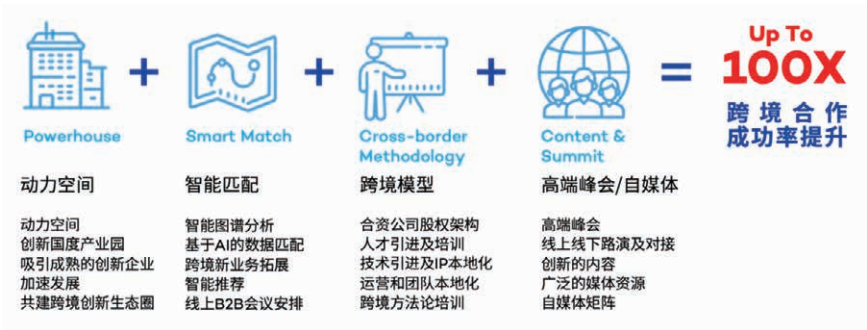 Powerhouse
动力空间
动力空间
创新国度产业园
吸引成熟的创新企业
加速发展
共建跨境创新生态圈
Smart Match
智能匹配
智能图谱分析
基于AI的数据匹配
跨境新业务拓展
智能推荐
线上B2B会议安排
Cross-border
Methodology
跨境模型
合资公司股权架构
人才引进及培训
技术引进及IP本地化
运营和团队本地化
跨境方法论培训
Content &
Summit
高端峰会/自媒体
高端峰会
线上线下路演及对接
创新的内容
广泛的媒体资源
自媒体矩阵
Up To
100X
跨境合作
成功率提升